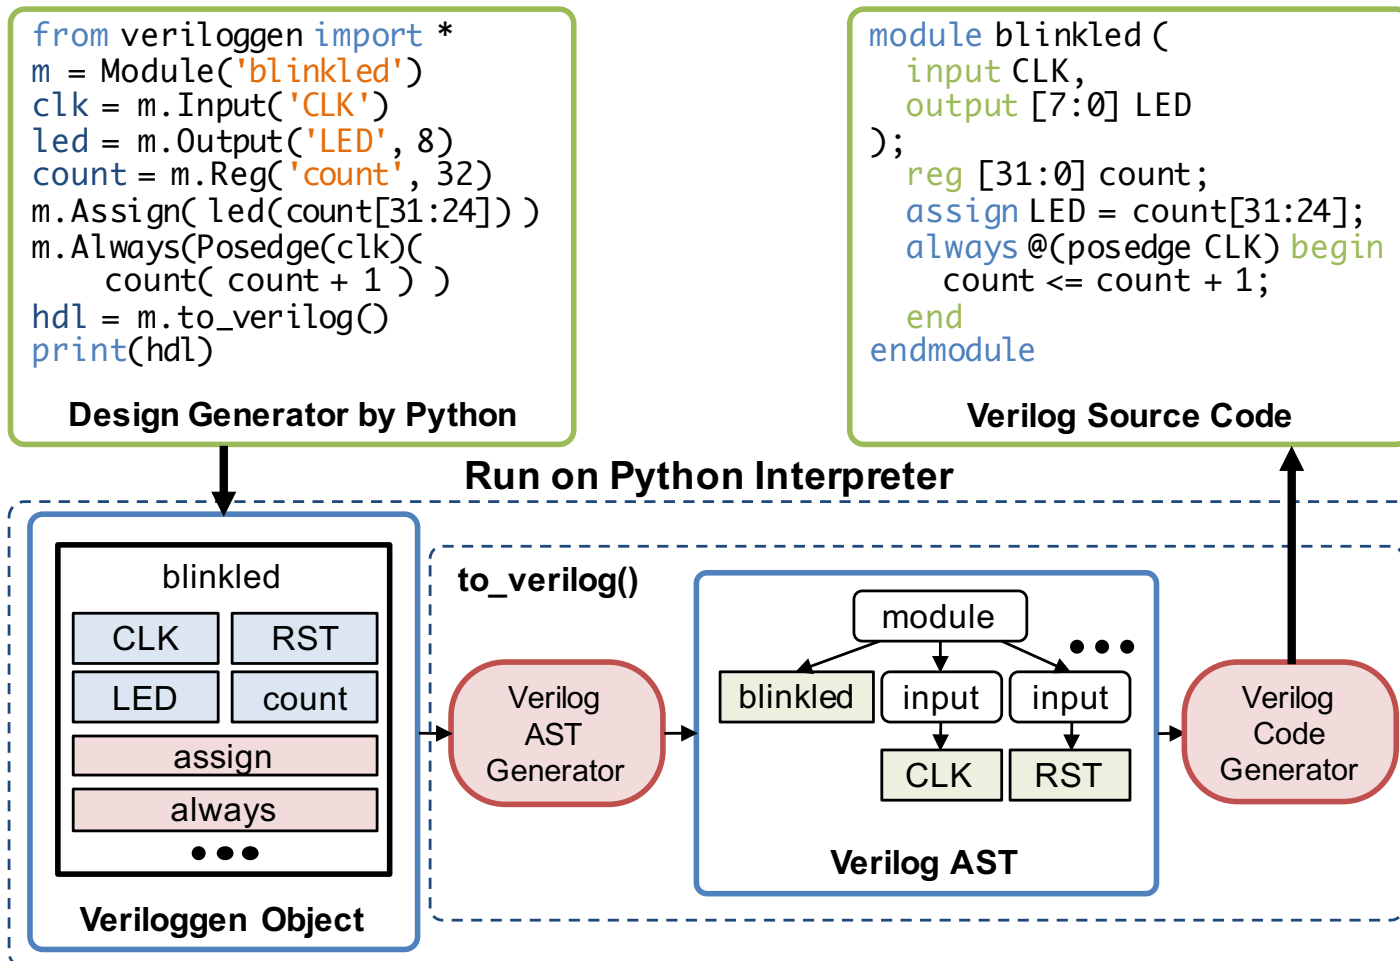 from veriloggen import *
m = Module('blinkled')
clk = m.Input('CLK')
led = m.Output('LED', 8)
count = m.Reg('count', 32)
m.Assign( led(count[31:24]) )
m.Always(Posedge(clk)(
count( count + 1 ) )
hdl = m.to_verilog()
print(hdl)
Design Generator by Python
module blinkled (
input CLK,
output [7:0] LED
);
reg [31:0] count;
assign LED = count[31:24];
always @(posedge CLK) begin
count <= count + 1;
end
endmodule
Verilog Source Code
Run on Python Interpreter
blinkled
CLK
RST
LED
count
assign
always
Veriloggen Object
to_verilog()
Verilog
AST
Generator
module
blinkled
input
input
CLK
RST
Verilog AST
Verilog
Code
Generator